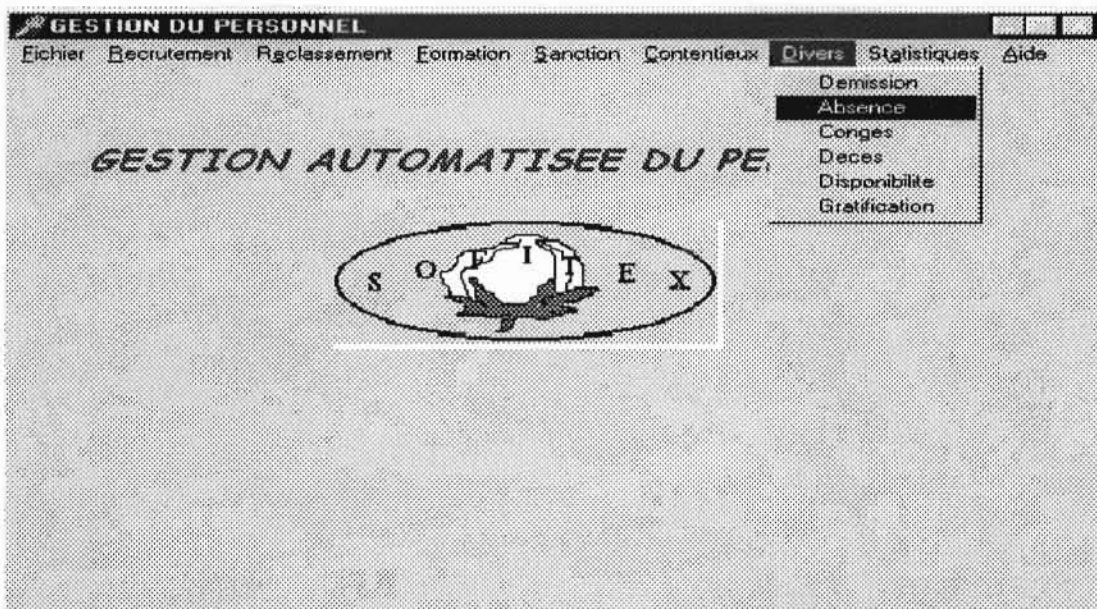 GESTION DU PERSONNEL
Fichier Recrutement Reclassement Formation Sanction Contentieux Divers Statistiques Aide
Demission
Absence
Conges
Deces
Disponibilite
Gratification
GESTION AUTOMATISEE DU PE
S O F I T E X